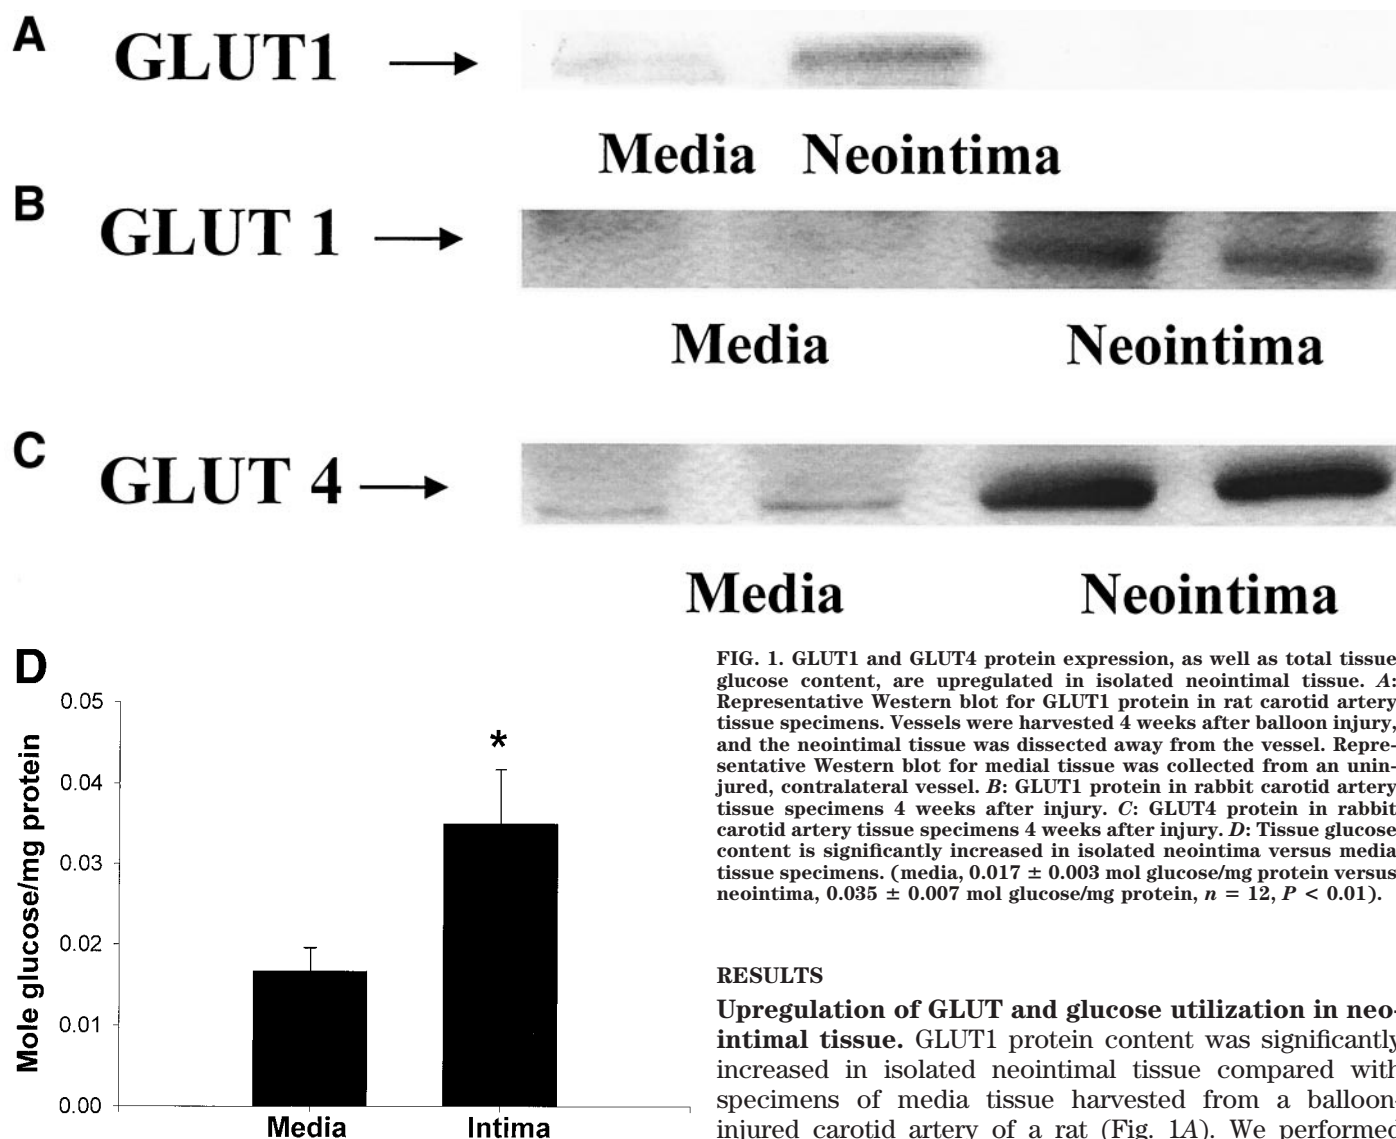 A
GLUT1
Media Neointima
B
GLUT 1
Media Neointima
C
GLUT 4
Media Neointima
D
Mole glucose/mg protein
0.05
0.04
0.03
0.02
0.01
0.00
*
Media Intima
FIG. 1. GLUT1 and GLUT4 protein expression, as well as total tissue
glucose content, are upregulated in isolated neointimal tissue. A:
Representative Western blot for GLUT1 protein in rat carotid artery
tissue specimens. Vessels were harvested 4 weeks after balloon injury,
and the neointimal tissue was dissected away from the vessel. Repre-
sentative Western blot for medial tissue was collected from an unin-
jured, contralateral vessel. B: GLUT1 protein in rabbit carotid artery
tissue specimens 4 weeks after injury. C: GLUT4 protein in rabbit
carotid artery tissue specimens 4 weeks after injury. D: Tissue glucose
content is significantly increased in isolated neointima versus media
tissue specimens. (media, 0.017 ± 0.003 mol glucose/mg protein versus
neointima, 0.035 ± 0.007 mol glucose/mg protein, n = 12, P < 0.01).
RESULTS
Upregulation of GLUT and glucose utilization in neo-
intimal tissue. GLUT1 protein content was significantly
increased in isolated neointimal tissue compared with
specimens of media tissue harvested from a balloon-
injured carotid artery of a rat (Fig. 1A). We performed